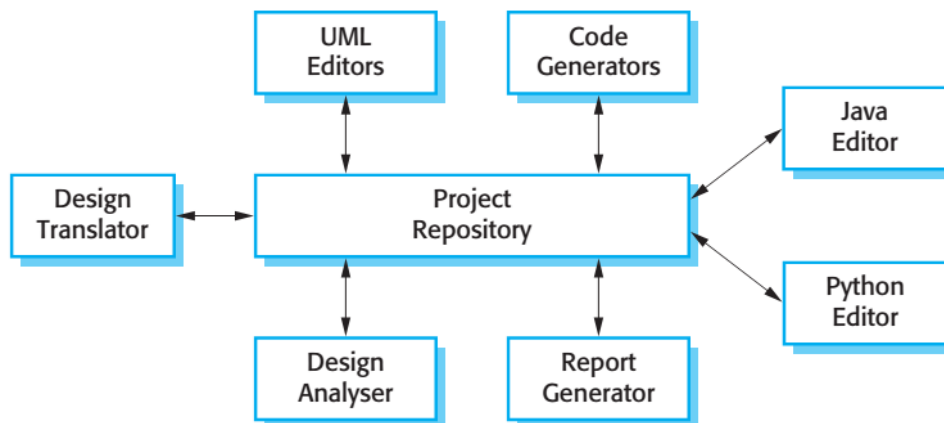 UML
Editors
Code
Generators
Java
Editor
Design
Translator
Project
Repository
Python
Editor
Design
Analyser
Report
Generator